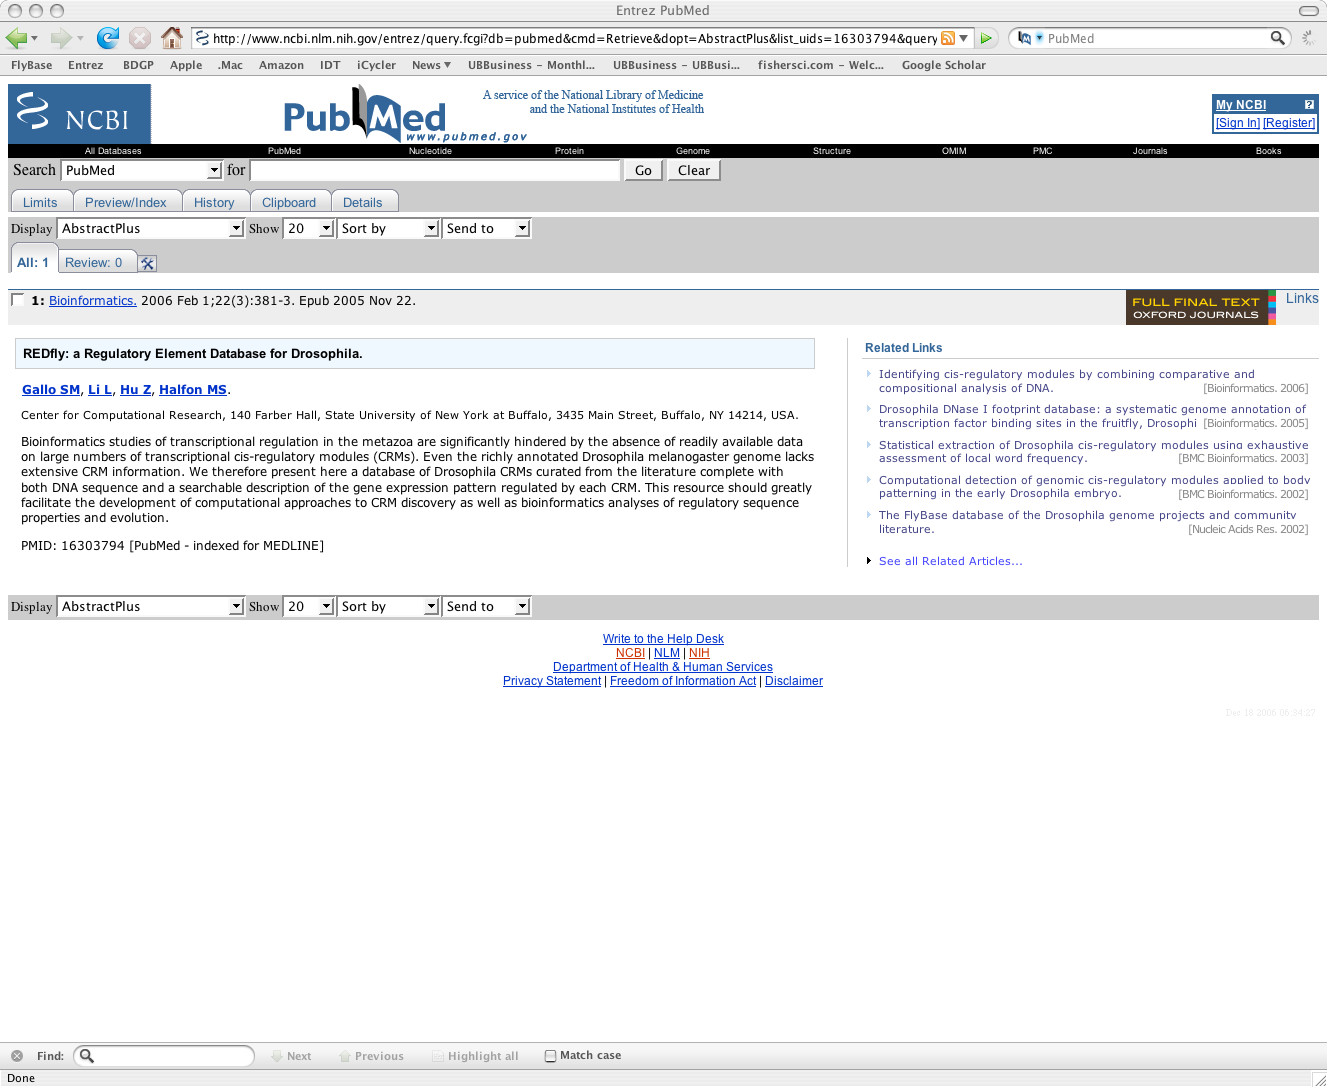 Entrez PubMed
http://www.ncbi.nlm.nih.gov/entrez/query.fcgi?db=pubmed&cmd=Retrieve&dopt=AbstractPlus&list_uids=16303794&query
PubMed
FlyBase Entrez BDGP Apple .Mac Amazon IDT iCycler News UBBusiness – Monthl... UBBusiness – UBBusi... fishersci.com – Welc... Google Scholar
NCBI
PubMed
www.pubmed.gov
A service of the National Library of Medicine
and the National Institutes of Health
My NCBI ?
[Sign In] [Register]
All Databases PubMed Nucleotide Protein Genome Structure OMIM PMC Journals Books
Search PubMed for Go Clear
Limits Preview/Index History Clipboard Details
Display AbstractPlus Show 20 Sort by Send to
All: 1 Review: 0
1: Bioinformatics. 2006 Feb 1;22(3):381-3. Epub 2005 Nov 22.
FULL FINAL TEXT
OXFORD JOURNALS
Links
REDfly: a Regulatory Element Database for Drosophila.
Gallo SM, Li L, Hu Z, Halfon MS.
Center for Computational Research, 140 Farber Hall, State University of New York at Buffalo, 3435 Main Street, Buffalo, NY 14214, USA.
Bioinformatics studies of transcriptional regulation in the metazoa are significantly hindered by the absence of readily available data
on large numbers of transcriptional cis-regulatory modules (CRMs). Even the richly annotated Drosophila melanogaster genome lacks
extensive CRM information. We therefore present here a database of Drosophila CRMs curated from the literature complete with
both DNA sequence and a searchable description of the gene expression pattern regulated by each CRM. This resource should greatly
facilitate the development of computational approaches to CRM discovery as well as bioinformatics analyses of regulatory sequence
properties and evolution.
PMID: 16303794 [PubMed - indexed for MEDLINE]
Related Links
Identifying cis-regulatory modules by combining comparative and
compositional analysis of DNA. [Bioinformatics. 2006]
Drosophila DNase I footprint database: a systematic genome annotation of
transcription factor binding sites in the fruitfly, Drosophi [Bioinformatics. 2005]
Statistical extraction of Drosophila cis-regulatory modules using exhaustive
assessment of local word frequency. [BMC Bioinformatics. 2003]
Computational detection of genomic cis-regulatory modules applied to body
patterning in the early Drosophila embryo. [BMC Bioinformatics. 2002]
The FlyBase database of the Drosophila genome projects and community
literature. [Nucleic Acids Res. 2002]
See all Related Articles...
Display AbstractPlus Show 20 Sort by Send to
Write to the Help Desk
NCBI | NLM | NIH
Department of Health & Human Services
Privacy Statement | Freedom of Information Act | Disclaimer
Dec 18 2006 06:34:27
Find: Next Previous Highlight all Match case
Done